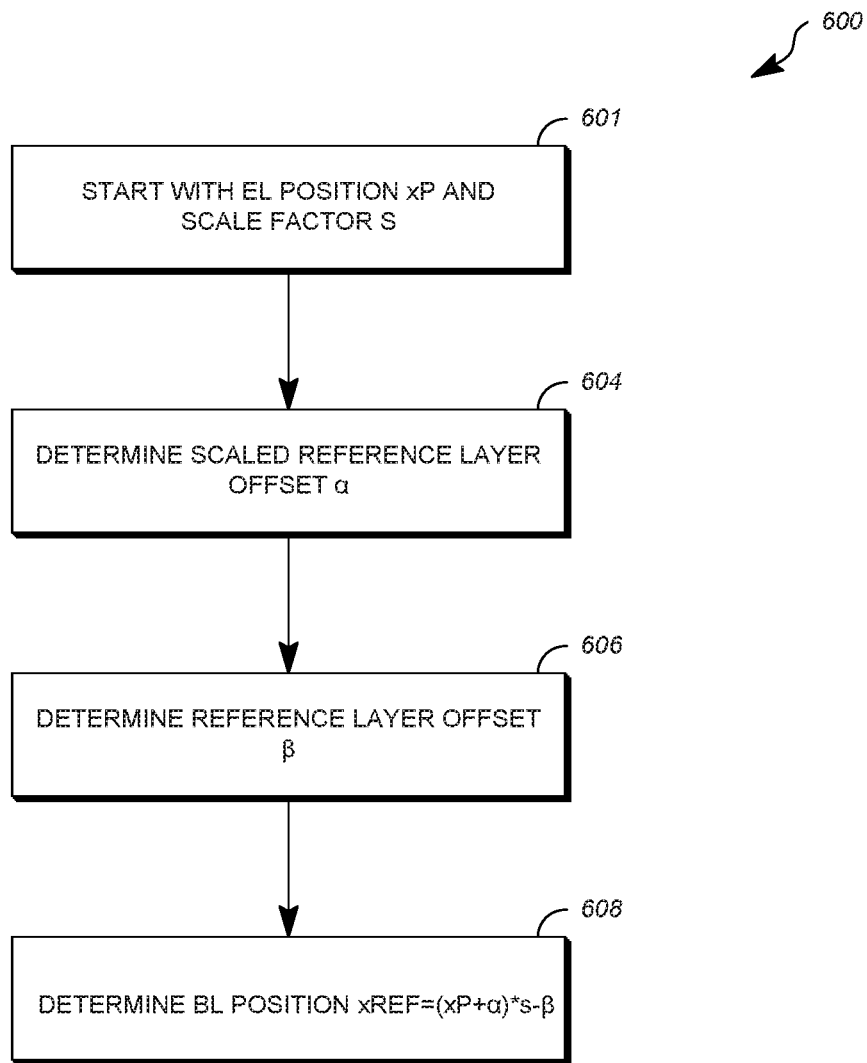 600
601
START WITH EL POSITION xP AND
SCALE FACTOR S
604
DETERMINE SCALED REFERENCE LAYER
OFFSET α
606
DETERMINE REFERENCE LAYER OFFSET
β
608
DETERMINE BL POSITION xREF=(xP+α)*s-β